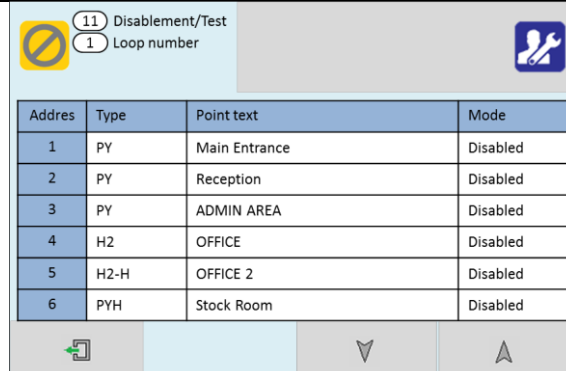 11 Disablement/Test
1 Loop number
Addres Type Point text Mode
1 PY Main Entrance Disabled
2 PY Reception Disabled
3 PY ADMIN AREA Disabled
4 H2 OFFICE Disabled
5 H2-H OFFICE 2 Disabled
6 PYH Stock Room Disabled